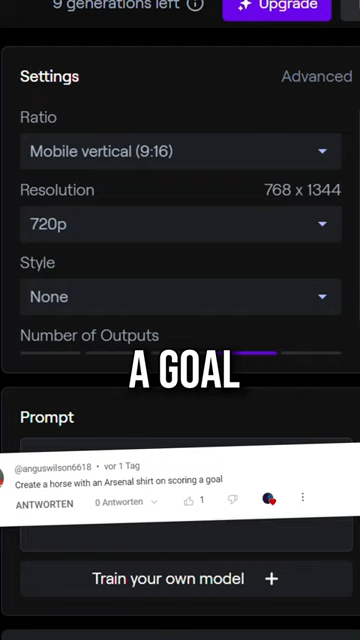 9 generations left
Upgrade
Settings
Advanced
Ratio
Mobile vertical (9:16)
Resolution
768 x 1344
720p
Style
None
Number of Outputs
A GOAL
Prompt
@anguswilson6618 • vor 1 Tag
Create a horse with an Arsenal shirt on scoring a goal
ANTWORTEN
0 Antworten
1
Train your own model +